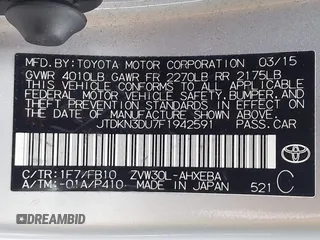 MFD.BY: TOYOTA MOTOR CORPORATION 03/15
GVWR 4010LB GAWR FR 2270LB RR 2175LB
THIS VEHICLE CONFORMS TO ALL APPLICABLE
FEDERAL MOTOR VEHICLE SAFETY, BUMPER, AND
THEFT PREVENTION STANDARDS IN EFFECT ON
THE DATE OF MANUFACTURE SHOWN ABOVE.
JTDKN3DU7F1942591 PASS.CAR
C/TR: 1F7/FB10 ZVW30L-AHXEBA
A/TM: -01A/P410 MADE IN JAPAN 521 C
TOYOTA
DREAMBID